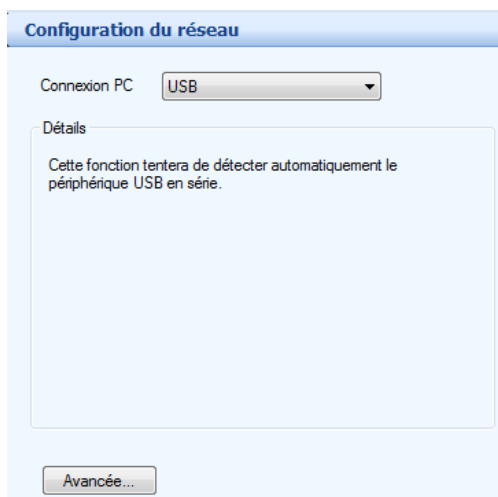 Configuration du réseau
Connexion PC USB
Détails
Cette fonction tentera de détecter automatiquement le
périphérique USB en série.
Avancée...